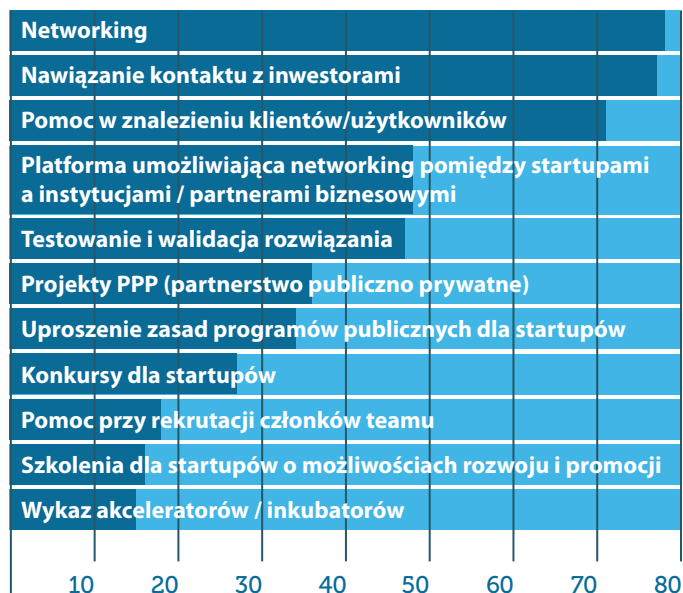 Networking
Nawiązanie kontaktu z inwestorami
Pomoc w znalezieniu klientów/użytkowników
Platforma umożliwiająca networking pomiędzy startupami
a instytucjami / partnerami biznesowymi
Testowanie i walidacja rozwiązania
Projekty PPP (partnerstwo publiczno prywatne)
Uproszenie zasad programów publicznych dla startupów
Konkursy dla startupów
Pomoc przy rekrutacji członków teamu
Szkolenia dla startupów o możliwościach rozwoju i promocji
Wykaz akceleratorów / inkubatorów
10 20 30 40 50 60 70 80